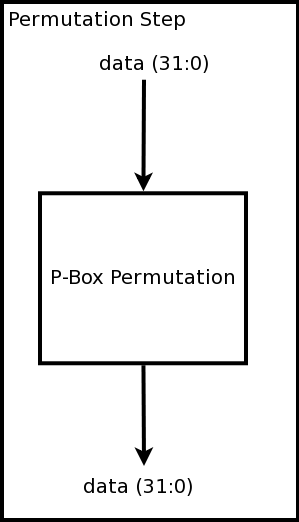 Permutation Step
data (31:0)
P-Box Permutation
data (31:0)